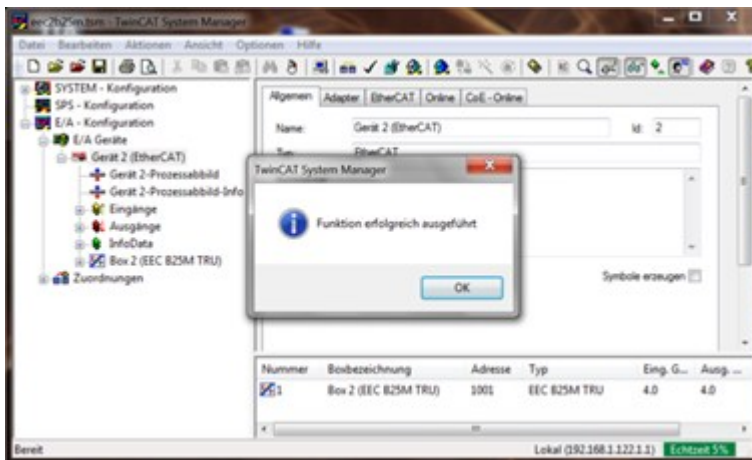 eec2b25m.tsm - TwinCAT System Manager
Datei Bearbeiten Aktionen Ansicht Optionen Hilfe
SYSTEM - Konfiguration
SPS - Konfiguration
E/A - Konfiguration
E/A Geräte
Gerät 2 (EtherCAT)
Gerät 2-Prozessabbild
Gerät 2-Prozessabbild-Info
Eingänge
Ausgänge
InfoData
Box 2 (EEC B25M TRU)
Zuordnungen
Allgemein Adapter EtherCAT Online CoE - Online
Name: Gerät 2 (EtherCAT) Id: 2
Typ: EtherCAT
TwinCAT System Manager
Funktion erfolgreich ausgeführt
OK
Symbole erzeugen
Nummer Boxbezeichnung Adresse Typ Eing. G... Ausg. ...
1 Box 2 (EEC B25M TRU) 1001 EEC B25M TRU 4.0 4.0
Bereit Lokal (192.168.1.122.1.1) Echtzeit 5%